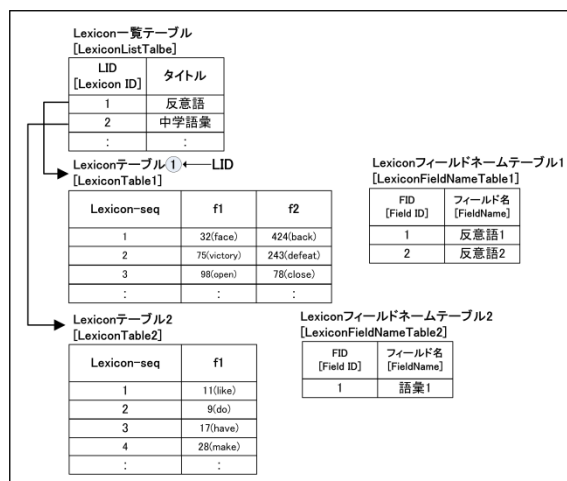 Lexicon一覧テーブル
[LexiconListTalbe]
LID
[Lexicon ID]
タイトル
1 反意語
2 中学語彙
: :
Lexiconテーブル1 LID
[LexiconTable1]
Lexicon-seq f1 f2
1 32(face) 424(back)
2 75(victory) 243(defeat)
3 98(open) 78(close)
: : :
Lexiconフィールドネームテーブル1
[LexiconFieldNameTable1]
FID
[Field ID]
フィールド名
[FieldName]
1 反意語1
2 反意語2
Lexiconテーブル2
[LexiconTable2]
Lexicon-seq f1
1 11(like)
2 9(do)
3 17(have)
4 28(make)
: :
Lexiconフィールドネームテーブル2
[LexiconFieldNameTable2]
FID
[Field ID]
フィールド名
[FieldName]
1 語彙1